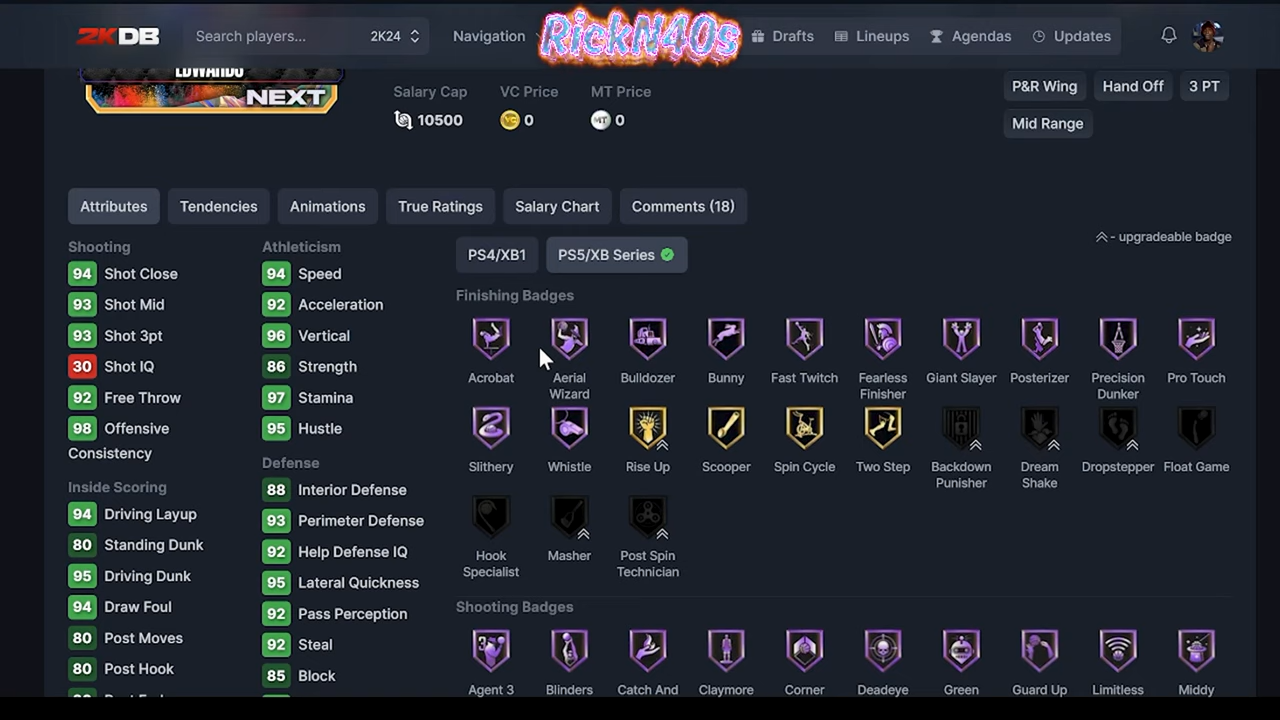 2KDB
Search players...
2K24
Navigation
RickN40s
Drafts
Lineups
Agendas
Updates
EDWARDS
NEXT
Salary Cap
VC Price
MT Price
10500
VC 0
MT 0
P&R Wing
Hand Off
3 PT
Mid Range
Attributes
Tendencies
Animations
True Ratings
Salary Chart
Comments (18)
- upgradeable badge
Shooting
94 Shot Close
93 Shot Mid
93 Shot 3pt
30 Shot IQ
92 Free Throw
98 Offensive
Consistency
Inside Scoring
94 Driving Layup
80 Standing Dunk
95 Driving Dunk
94 Draw Foul
80 Post Moves
80 Post Hook
Athleticism
94 Speed
92 Acceleration
96 Vertical
86 Strength
97 Stamina
95 Hustle
Defense
88 Interior Defense
93 Perimeter Defense
92 Help Defense IQ
95 Lateral Quickness
92 Pass Perception
92 Steal
85 Block
PS4/XB1
PS5/XB Series
Finishing Badges
Acrobat
Aerial
Wizard
Bulldozer
Bunny
Fast Twitch
Fearless
Finisher
Giant Slayer
Posterizer
Precision
Dunker
Pro Touch
Slithery
Whistle
Rise Up
Scooper
Spin Cycle
Two Step
Backdown
Punisher
Dream
Shake
Dropstepper
Float Game
Hook
Specialist
Masher
Post Spin
Technician
Shooting Badges
Agent 3
Blinders
Catch And
Claymore
Corner
Deadeye
Green
Guard Up
Limitless
Middy